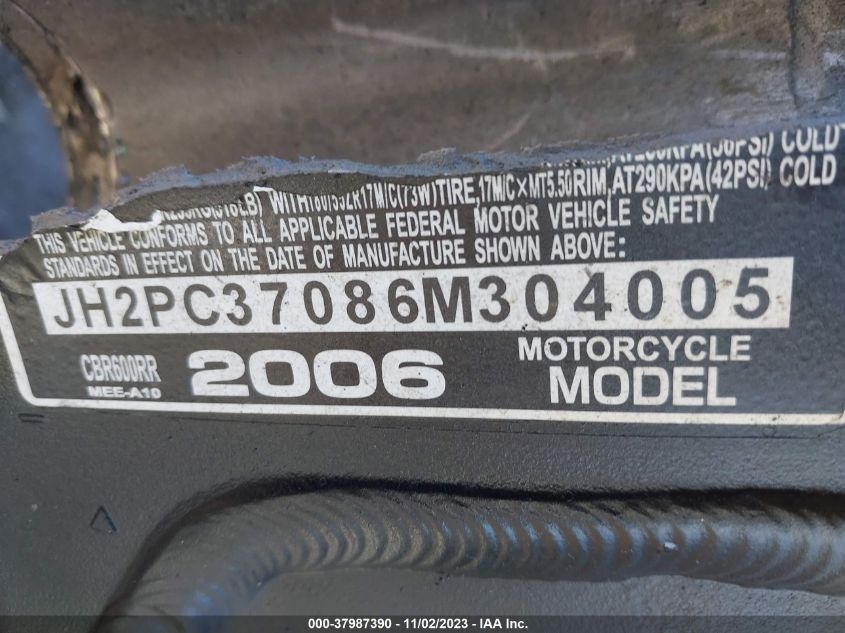 KPA(36PSI) COLD
WITH 180/55ZR17M/C(73W)TIRE,17M/C×MT5.50RIM,AT290KPA(42PSI) COLD
THIS VEHICLE CONFORMS TO ALL APPLICABLE FEDERAL MOTOR VEHICLE SAFETY
STANDARDS IN EFFECT ON THE DATE OF MANUFACTURE SHOWN ABOVE:
JH2PC37086M304005
CBR600RR 2006 MOTORCYCLE
MEE-A10 MODEL
000-37987390 - 11/02/2023 - IAA Inc.